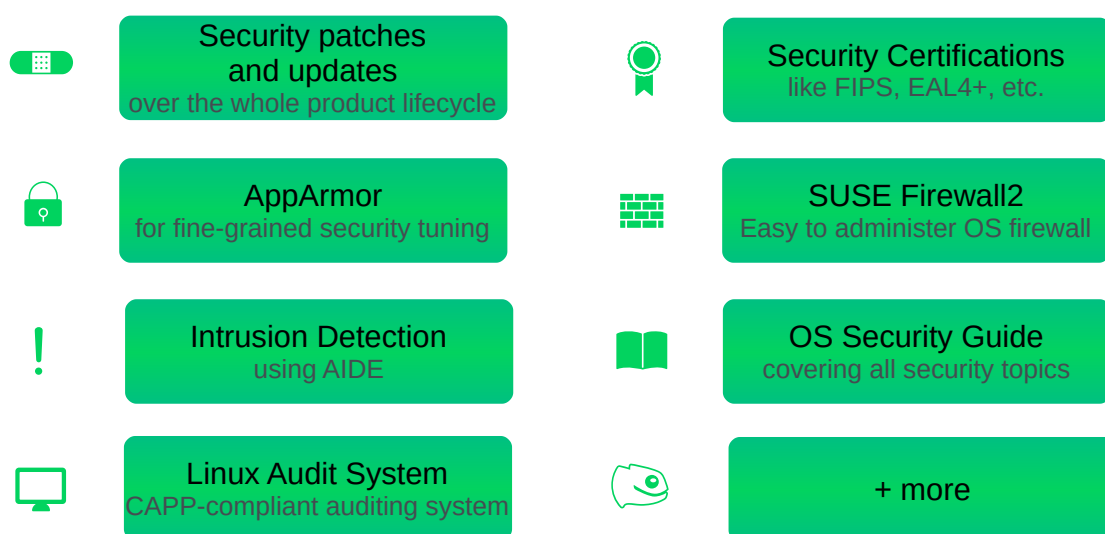 Security patches
and updates
over the whole product lifecycle
Security Certifications
like FIPS, EAL4+, etc.
AppArmor
for fine-grained security tuning
SUSE Firewall2
Easy to administer OS firewall
Intrusion Detection
using AIDE
OS Security Guide
covering all security topics
Linux Audit System
CAPP-compliant auditing system
+ more